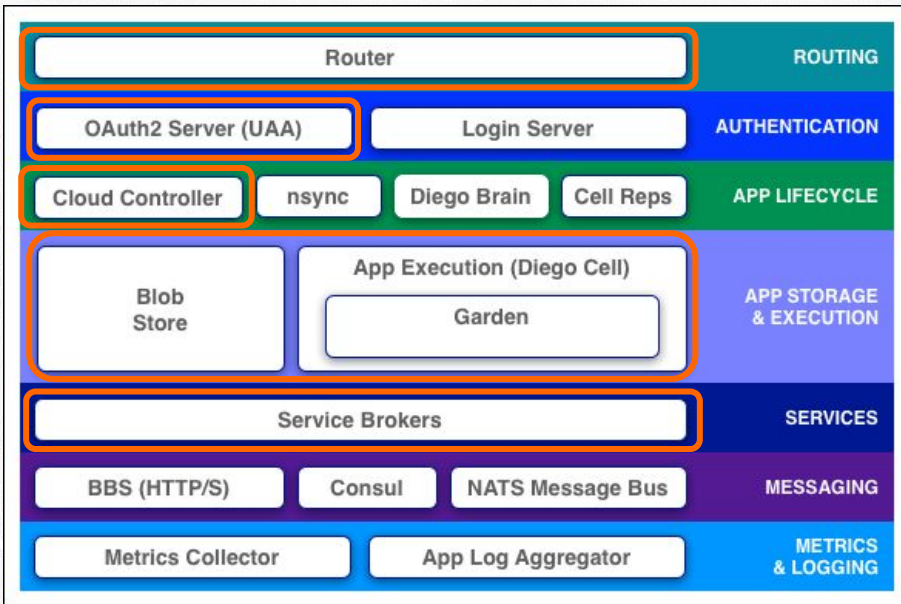 Router
ROUTING
OAuth2 Server (UAA)
Login Server
AUTHENTICATION
Cloud Controller
nsync
Diego Brain
Cell Reps
APP LIFECYCLE
Blob
Store
App Execution (Diego Cell)
Garden
APP STORAGE
& EXECUTION
Service Brokers
SERVICES
BBS (HTTP/S)
Consul
NATS Message Bus
MESSAGING
Metrics Collector
App Log Aggregator
METRICS
& LOGGING